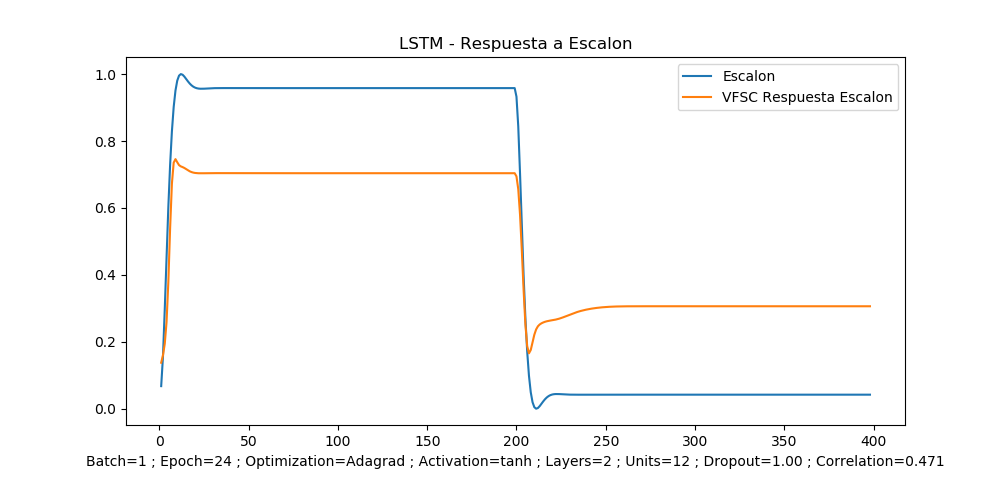 LSTM - Respuesta a Escalon
Escalon
VFSC Respuesta Escalon
1.0
0.8
0.6
0.4
0.2
0.0
0 50 100 150 200 250 300 350 400
Batch=1 ; Epoch=24 ; Optimization=Adagrad ; Activation=tanh ; Layers=2 ; Units=12 ; Dropout=1.00 ; Correlation=0.471